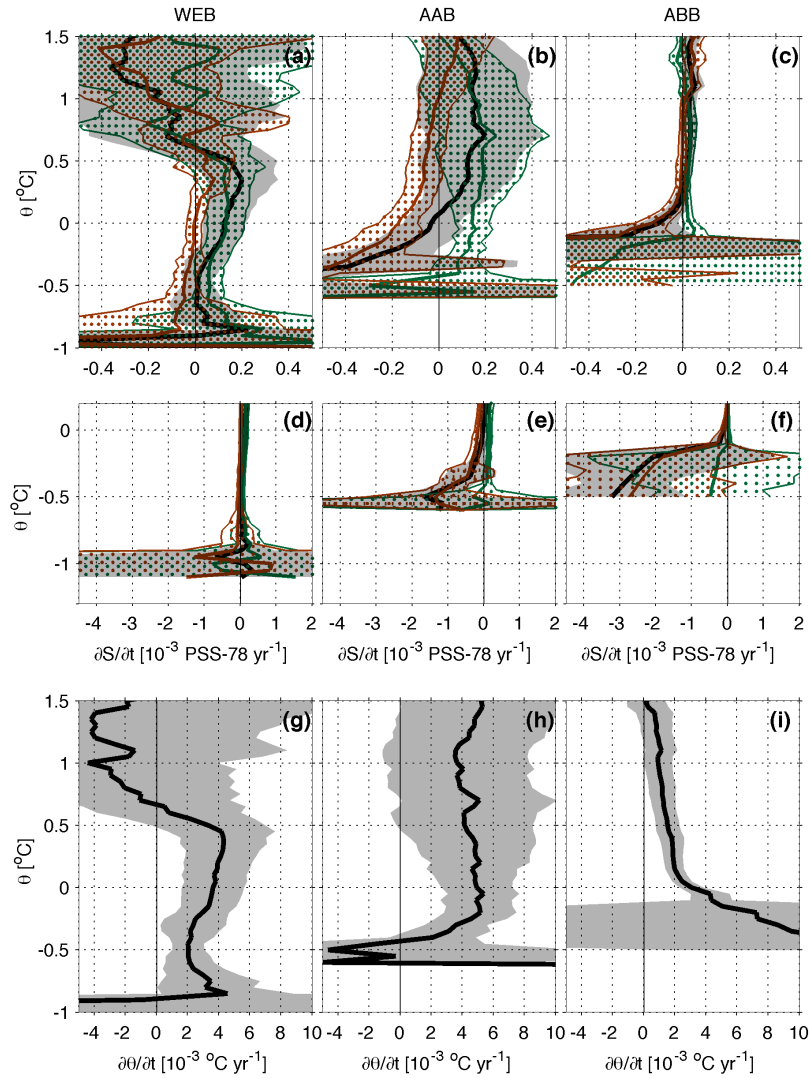 WEB AAB ABB
1.5 (a) (b) (c)
1
0.5
θ [°C]
0
-0.5
-1
-0.4 -0.2 0 0.2 0.4 -0.4 -0.2 0 0.2 0.4 -0.4 -0.2 0 0.2 0.4
(d) (e) (f)
0
θ [°C]
-0.5
-1
-4 -3 -2 -1 0 1 2 -4 -3 -2 -1 0 1 2 -4 -3 -2 -1 0 1 2
∂S/∂t [10⁻³ PSS-78 yr⁻¹] ∂S/∂t [10⁻³ PSS-78 yr⁻¹] ∂S/∂t [10⁻³ PSS-78 yr⁻¹]
1.5 (g) (h) (i)
1
0.5
θ [°C]
0
-0.5
-1
-4 -2 0 2 4 6 8 10 -4 -2 0 2 4 6 8 10 -4 -2 0 2 4 6 8 10
∂θ/∂t [10⁻³ °C yr⁻¹] ∂θ/∂t [10⁻³ °C yr⁻¹] ∂θ/∂t [10⁻³ °C yr⁻¹]